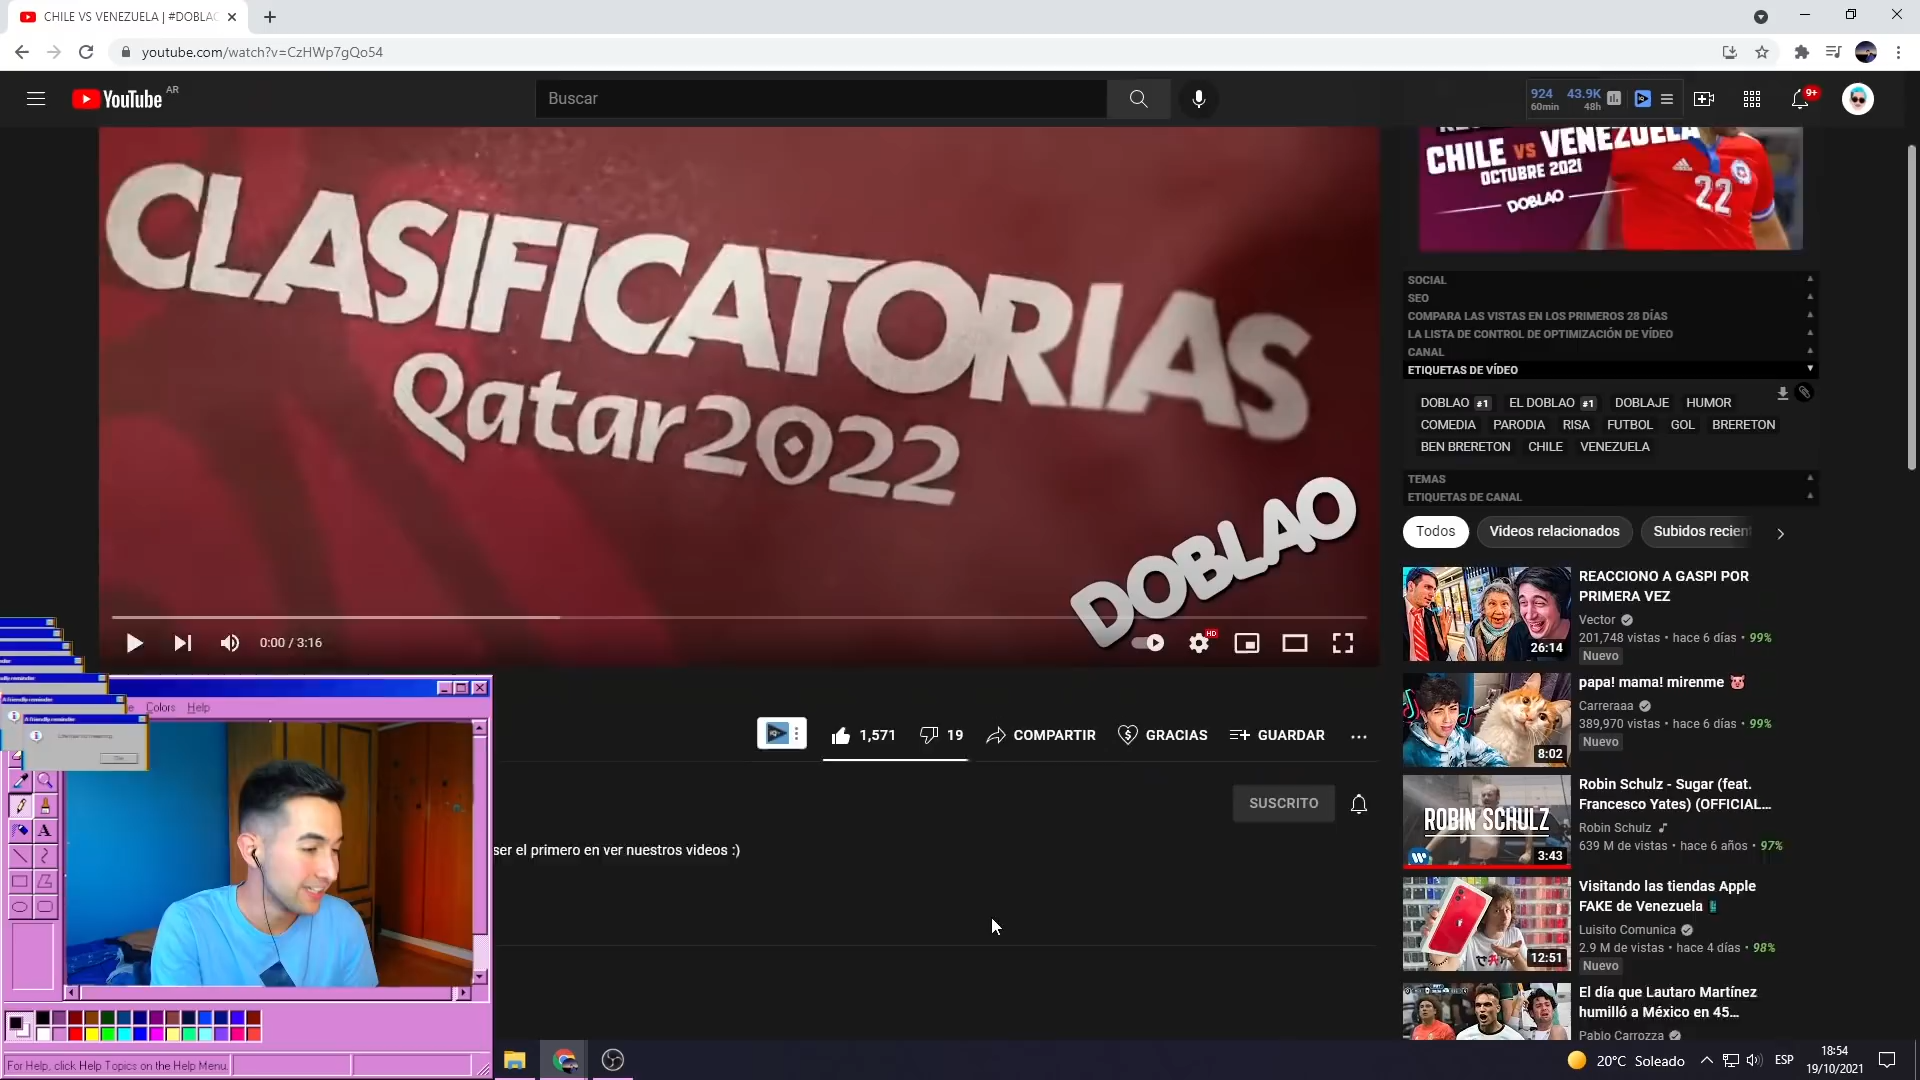 CHILE VS VENEZUELA | #DOBLAO
youtube.com/watch?v=CzHWp7gQo54
YouTube AR
Buscar
924 60min
43.9K 48h
9+
CLASIFICATORIAS
Qatar2022
DOBLAO
0:00 / 3:16
HD
CHILE VS VENEZUELA
OCTUBRE 2021
DOBLAO
22
SOCIAL
SEO
COMPARA LAS VISTAS EN LOS PRIMEROS 28 DÍAS
LA LISTA DE CONTROL DE OPTIMIZACIÓN DE VÍDEO
CANAL
ETIQUETAS DE VÍDEO
DOBLAO #1 EL DOBLAO #1 DOBLAJE HUMOR
COMEDIA PARODIA RISA FUTBOL GOL BRERETON
BEN BRERETON CHILE VENEZUELA
TEMAS
ETIQUETAS DE CANAL
Todos Videos relacionados Subidos recient
REACCIONO A GASPI POR
PRIMERA VEZ
Vector
201,748 vistas • hace 6 días • 99%
Nuevo
26:14
papa! mama! mirenme
Carreraaa
389,970 vistas • hace 6 días • 99%
Nuevo
8:02
Robin Schulz - Sugar (feat.
Francesco Yates) (OFFICIAL...
Robin Schulz
639 M de vistas • hace 6 años • 97%
ROBIN SCHULZ
3:43
Visitando las tiendas Apple
FAKE de Venezuela
Luisito Comunica
2.9 M de vistas • hace 4 días • 98%
Nuevo
12:51
El día que Lautaro Martínez
humilló a México en 45...
Pablo Carrozza
1,571 19 COMPARTIR GRACIAS GUARDAR
SUSCRITO
ser el primero en ver nuestros videos :)
Colors Help
A friendly reminder
For Help, click Help Topics on the Help Menu.
20°C Soleado
ESP
18:54
19/10/2021